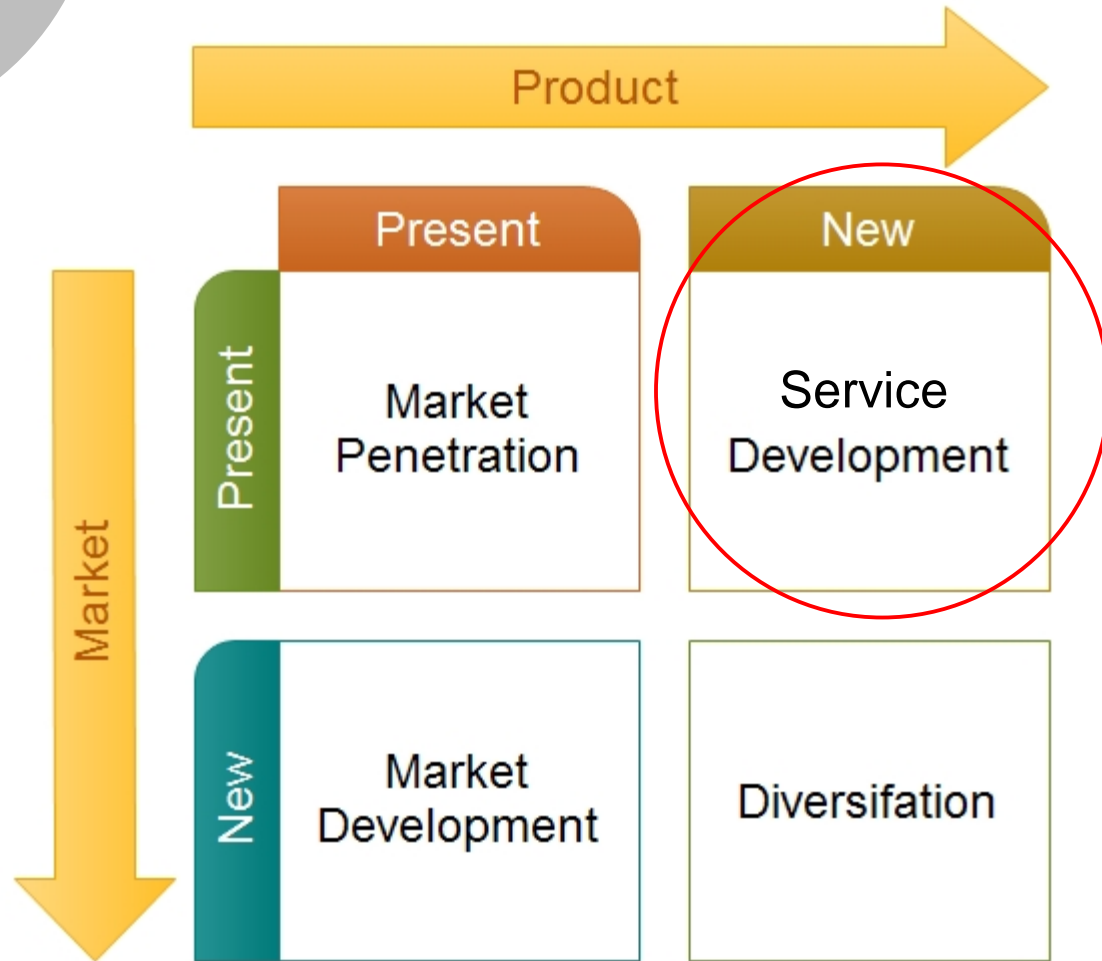 Product
Present
New
Present
Market
Penetration
Service
Development
Market
New
Market
Development
Diversifation